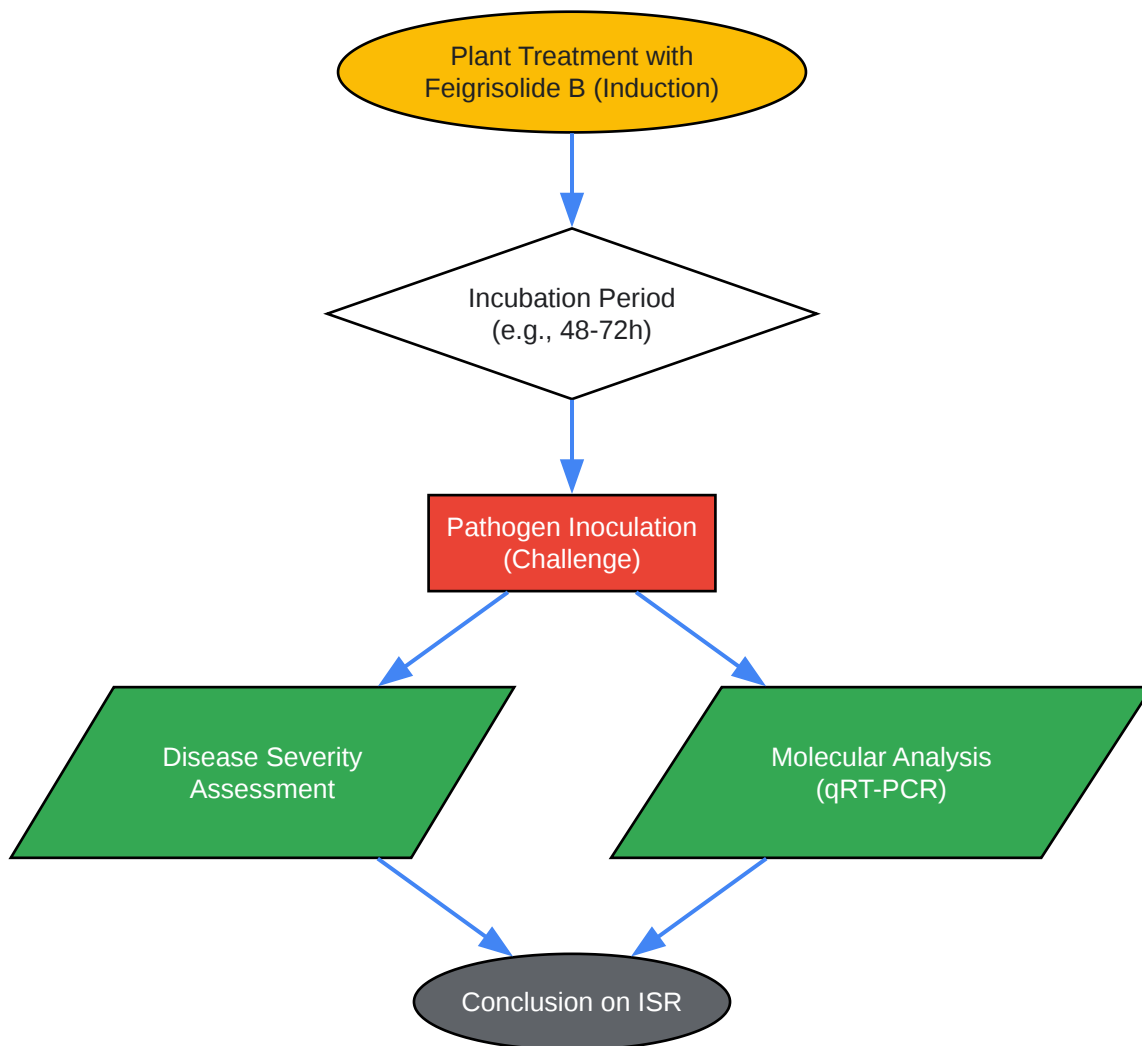 Plant Treatment with
Feigrisolide B (Induction)
Incubation Period
(e.g., 48-72h)
Pathogen Inoculation
(Challenge)
Disease Severity
Assessment
Molecular Analysis
(qRT-PCR)
Conclusion on ISR